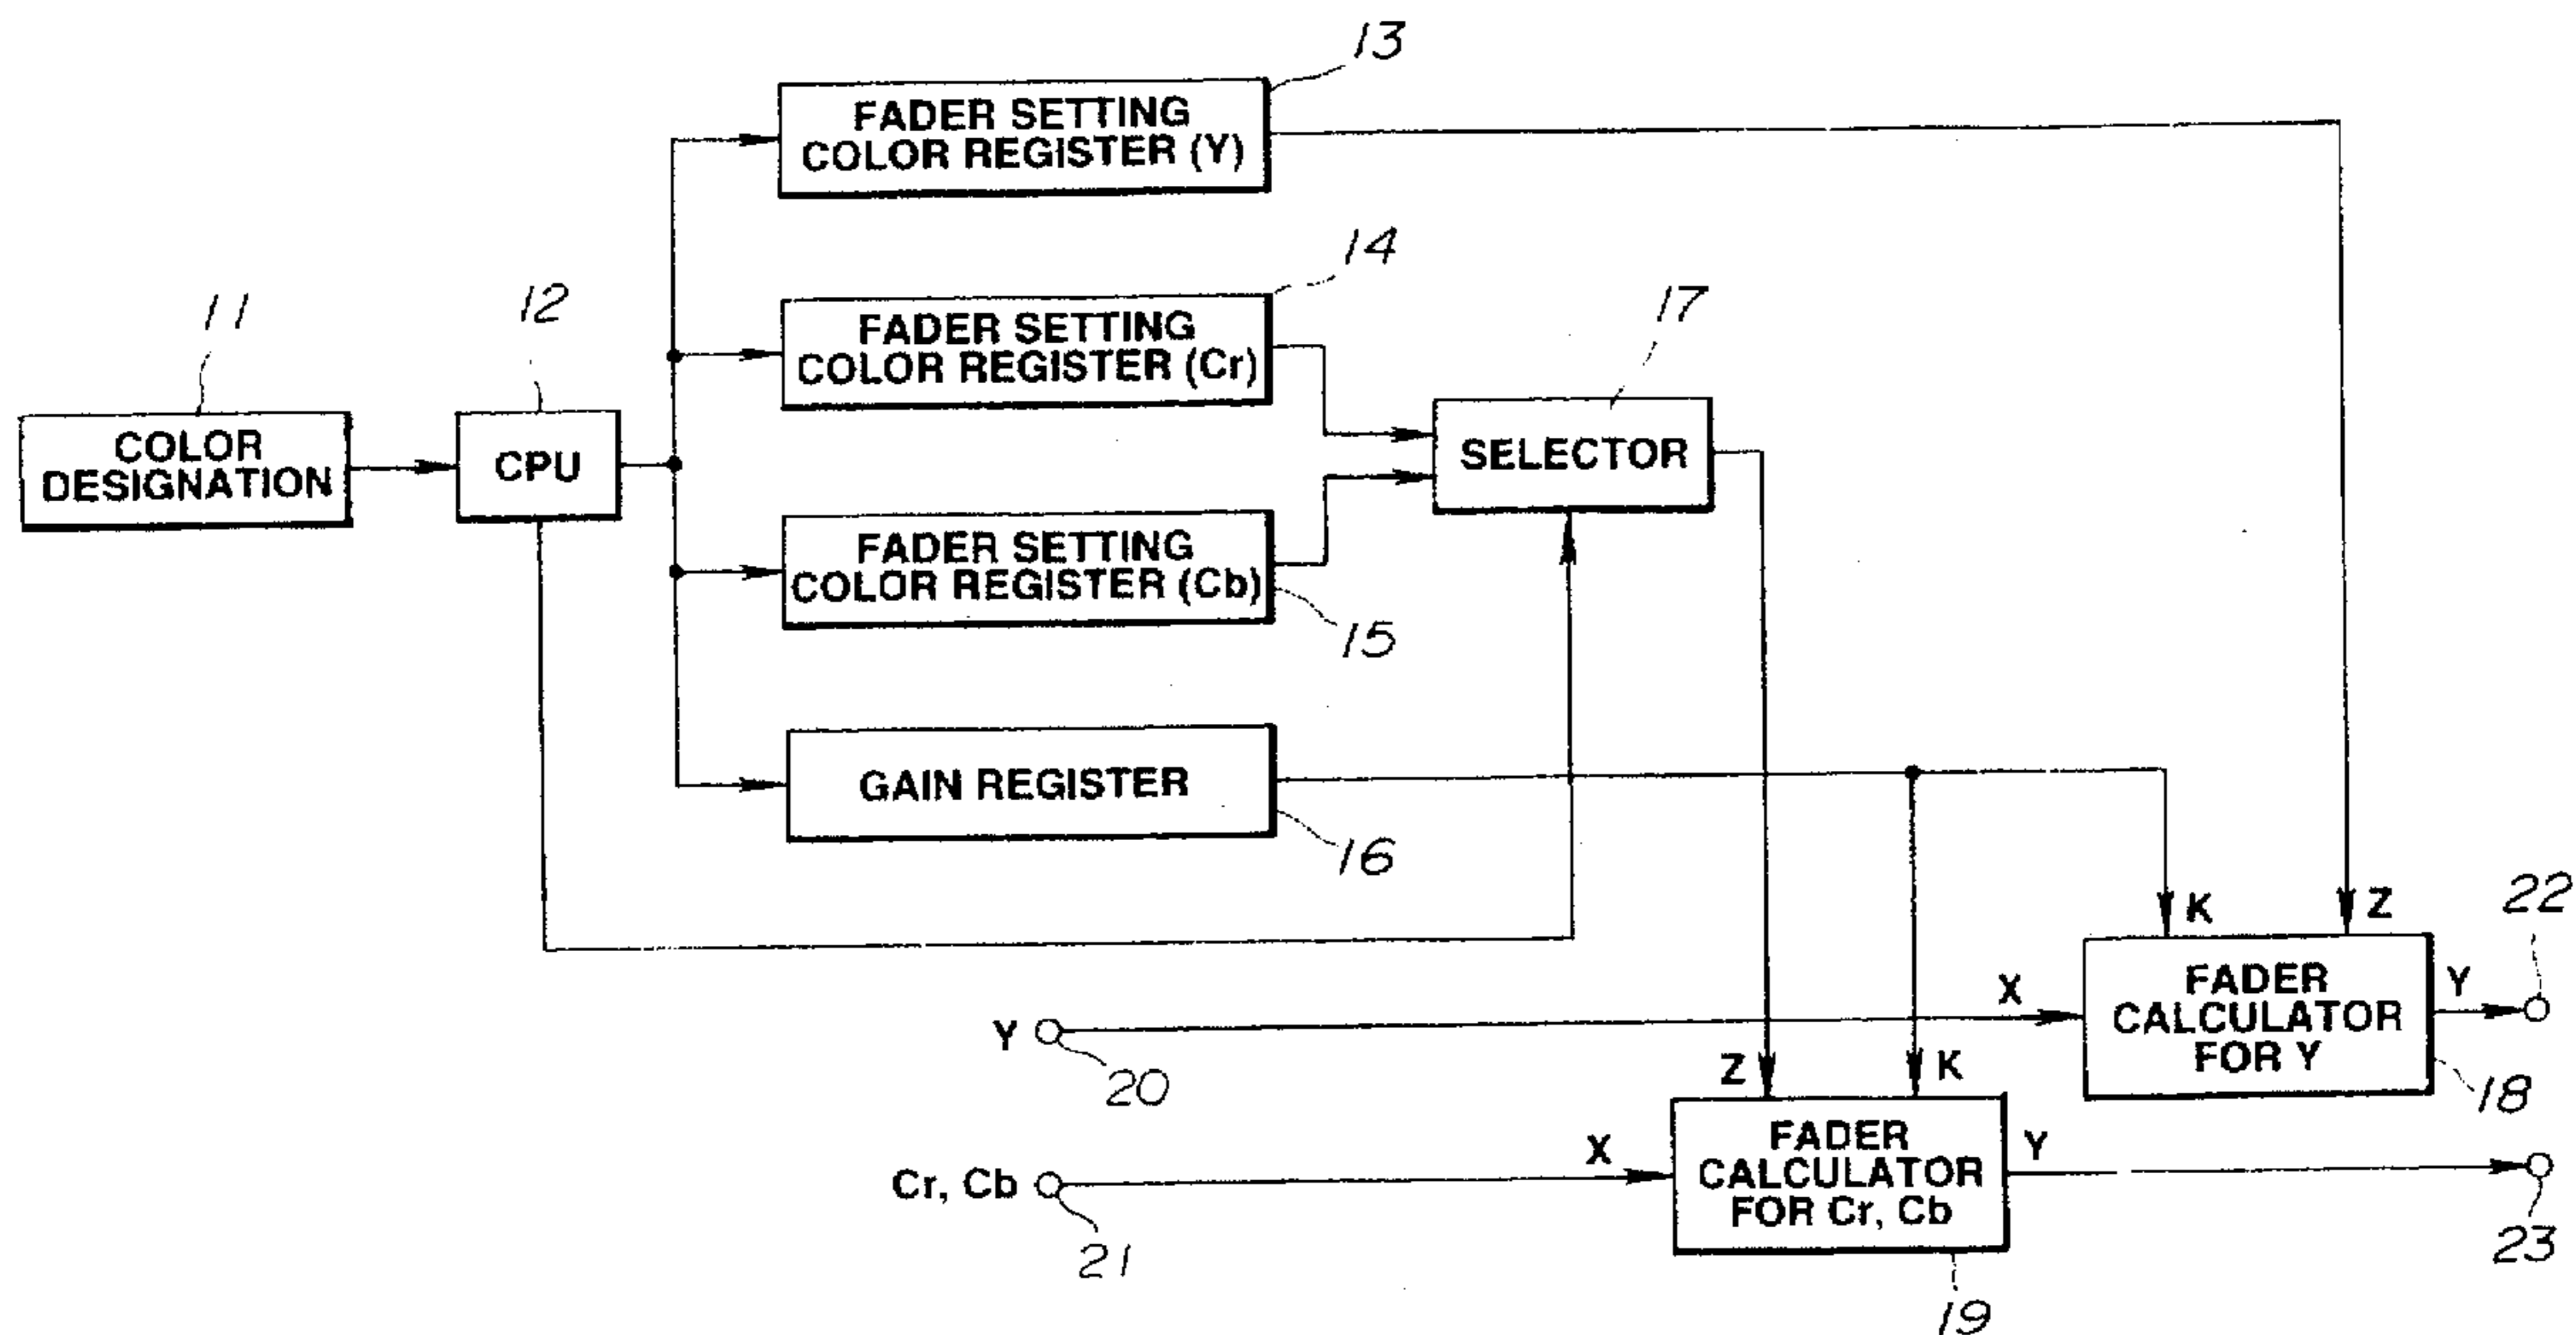 13
FADER SETTING
COLOR REGISTER (Y)
14
FADER SETTING
COLOR REGISTER (Cr)
11
12
17
COLOR
DESIGNATION
CPU
SELECTOR
FADER SETTING
COLOR REGISTER (Cb)
15
GAIN REGISTER
16
K
Z
22
X
FADER
CALCULATOR
FOR Y
Y
18
Y
20
Z
K
Cr, Cb
21
X
FADER
CALCULATOR
FOR Cr, Cb
Y
23
19